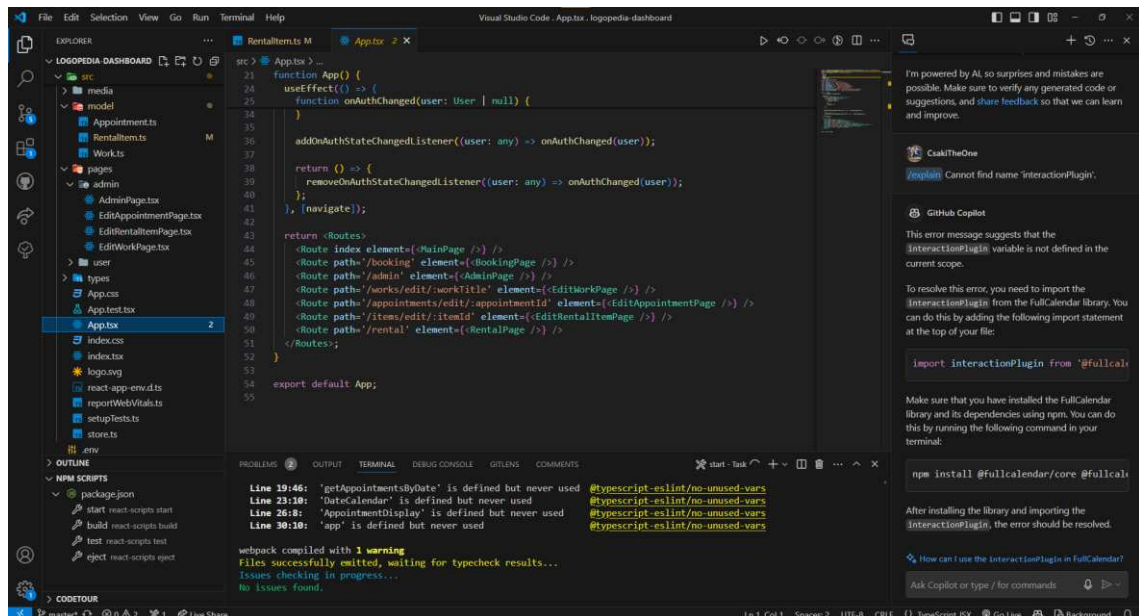 File Edit Selection View Go Run Terminal Help
Visual Studio Code . App.tsx . logopedia-dashboard
EXPLORER
LOGOPEDIA-DASHBOARD
src
media
model
Appointment.ts
RentalItem.ts M
Work.ts
pages
admin
AdminPage.tsx
EditAppointmentPage.tsx
EditRentalItemPage.tsx
EditWorkPage.tsx
user
types
App.css
App.test.tsx
App.tsx 2
index.css
index.tsx
logo.svg
react-app-env.d.ts
reportWebVitals.ts
setupTests.ts
store.ts
.env
OUTLINE
NPM SCRIPTS
package.json
start react-scripts start
build react-scripts build
test react-scripts test
eject react-scripts eject
CODETOUR
RentalItem.ts M
App.tsx 2
src > App.tsx > ...
21 function App() {
24 useEffect(() => {
25 function onAuthChanged(user: User | null) {
34 }
35
36 addOnAuthStateChangedListener((user: any) => onAuthChanged(user));
37
38 return () => {
39 removeOnAuthStateChangedListener((user: any) => onAuthChanged(user));
40 };
41 }, [navigate]);
42
43 return <Routes>
44 <Route index element={<MainPage />} />
45 <Route path='/booking' element={<BookingPage />} />
46 <Route path='/admin' element={<AdminPage />} />
47 <Route path='/works/edit/:workTitle' element={<EditWorkPage />} />
48 <Route path='/appointments/edit/:appointmentId' element={<EditAppointmentPage />} />
49 <Route path='/items/edit/:itemId' element={<EditRentalItemPage />} />
50 <Route path='/rental' element={<RentalPage />} />
51 </Routes>;
52 }
53
54 export default App;
55
PROBLEMS 2 OUTPUT TERMINAL DEBUG CONSOLE GITLENS COMMENTS
start - Task
Line 19:46: 'getAppointmentsByDate' is defined but never used @typescript-eslint/no-unused-vars
Line 23:10: 'DateCalendar' is defined but never used @typescript-eslint/no-unused-vars
Line 26:8: 'AppointmentDisplay' is defined but never used @typescript-eslint/no-unused-vars
Line 30:10: 'app' is defined but never used @typescript-eslint/no-unused-vars
webpack compiled with 1 warning
Files successfully emitted, waiting for typecheck results...
Issues checking in progress...
No issues found.
I'm powered by AI, so surprises and mistakes are
possible. Make sure to verify any generated code or
suggestions, and share feedback so that we can learn
and improve.
CsakiTheOne
/explain Cannot find name 'interactionPlugin'.
GitHub Copilot
This error message suggests that the
interactionPlugin variable is not defined in the
current scope.
To resolve this error, you need to import the
interactionPlugin from the FullCalendar library. You
can do this by adding the following import statement
at the top of your file:
import interactionPlugin from '@fullcale
Make sure that you have installed the FullCalendar
library and its dependencies using npm. You can do
this by running the following command in your
terminal:
npm install @fullcalendar/core @fullcal
After installing the library and importing the
interactionPlugin, the error should be resolved.
How can I use the interactionPlugin in FullCalendar?
Ask Copilot or type / for commands